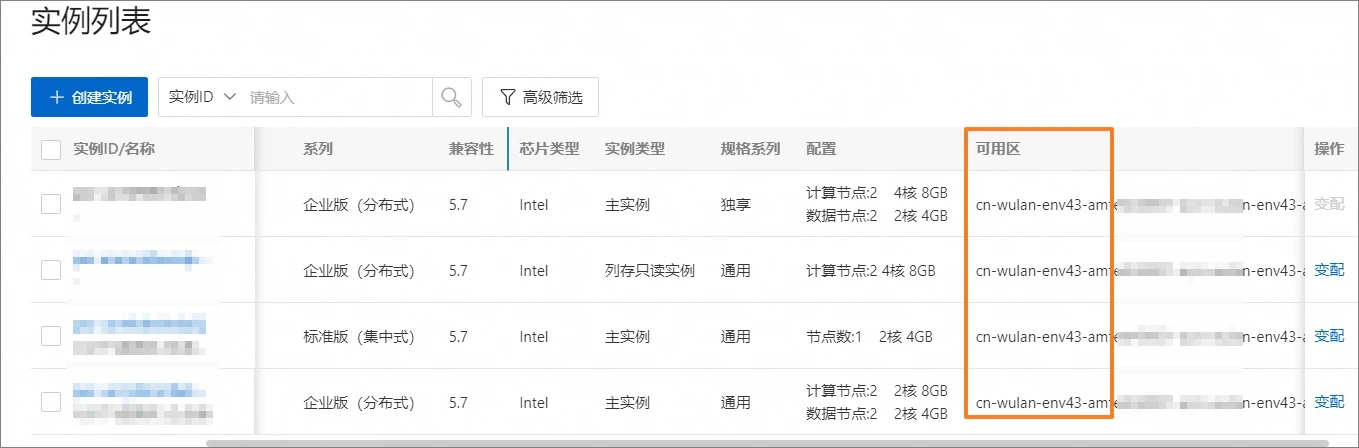 实例列表
创建实例 实例ID 请输入 高级筛选
实例ID/名称 系列 兼容性 芯片类型 实例类型 规格系列 配置 可用区 操作
企业版（分布式） 5.7 Intel 主实例 独享 计算节点:2 4核 8GB cn-wulan-env43- n-env43- 变配
数据节点:2 2核 4GB
企业版（分布式） 5.7 Intel 列存只读实例 通用 计算节点:2 4核 8GB cn-wulan-env43- n-env43- 变配
标准版（集中式） 5.7 Intel 主实例 通用 节点数:1 2核 4GB cn-wulan-env43- n-env43- 变配
企业版（分布式） 5.7 Intel 主实例 通用 计算节点:2 2核 8GB cn-wulan-env43- n-env43- 变配
数据节点:2 2核 4GB